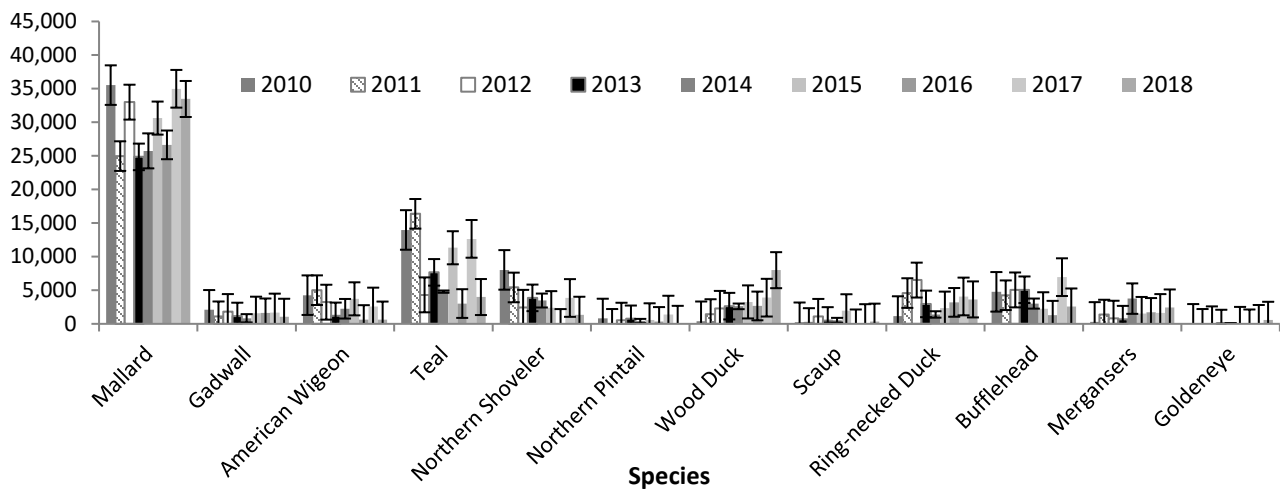 45,000
40,000
35,000
30,000
25,000
20,000
15,000
10,000
5,000
0
2010 2011 2012 2013 2014 2015 2016 2017 2018
Mallard
Gadwall
American Wigeon
Teal
Northern Shoveler
Northern Pintail
Wood Duck
Scaup
Ring-necked Duck
Bufflehead
Mergansers
Goldeneye
Species